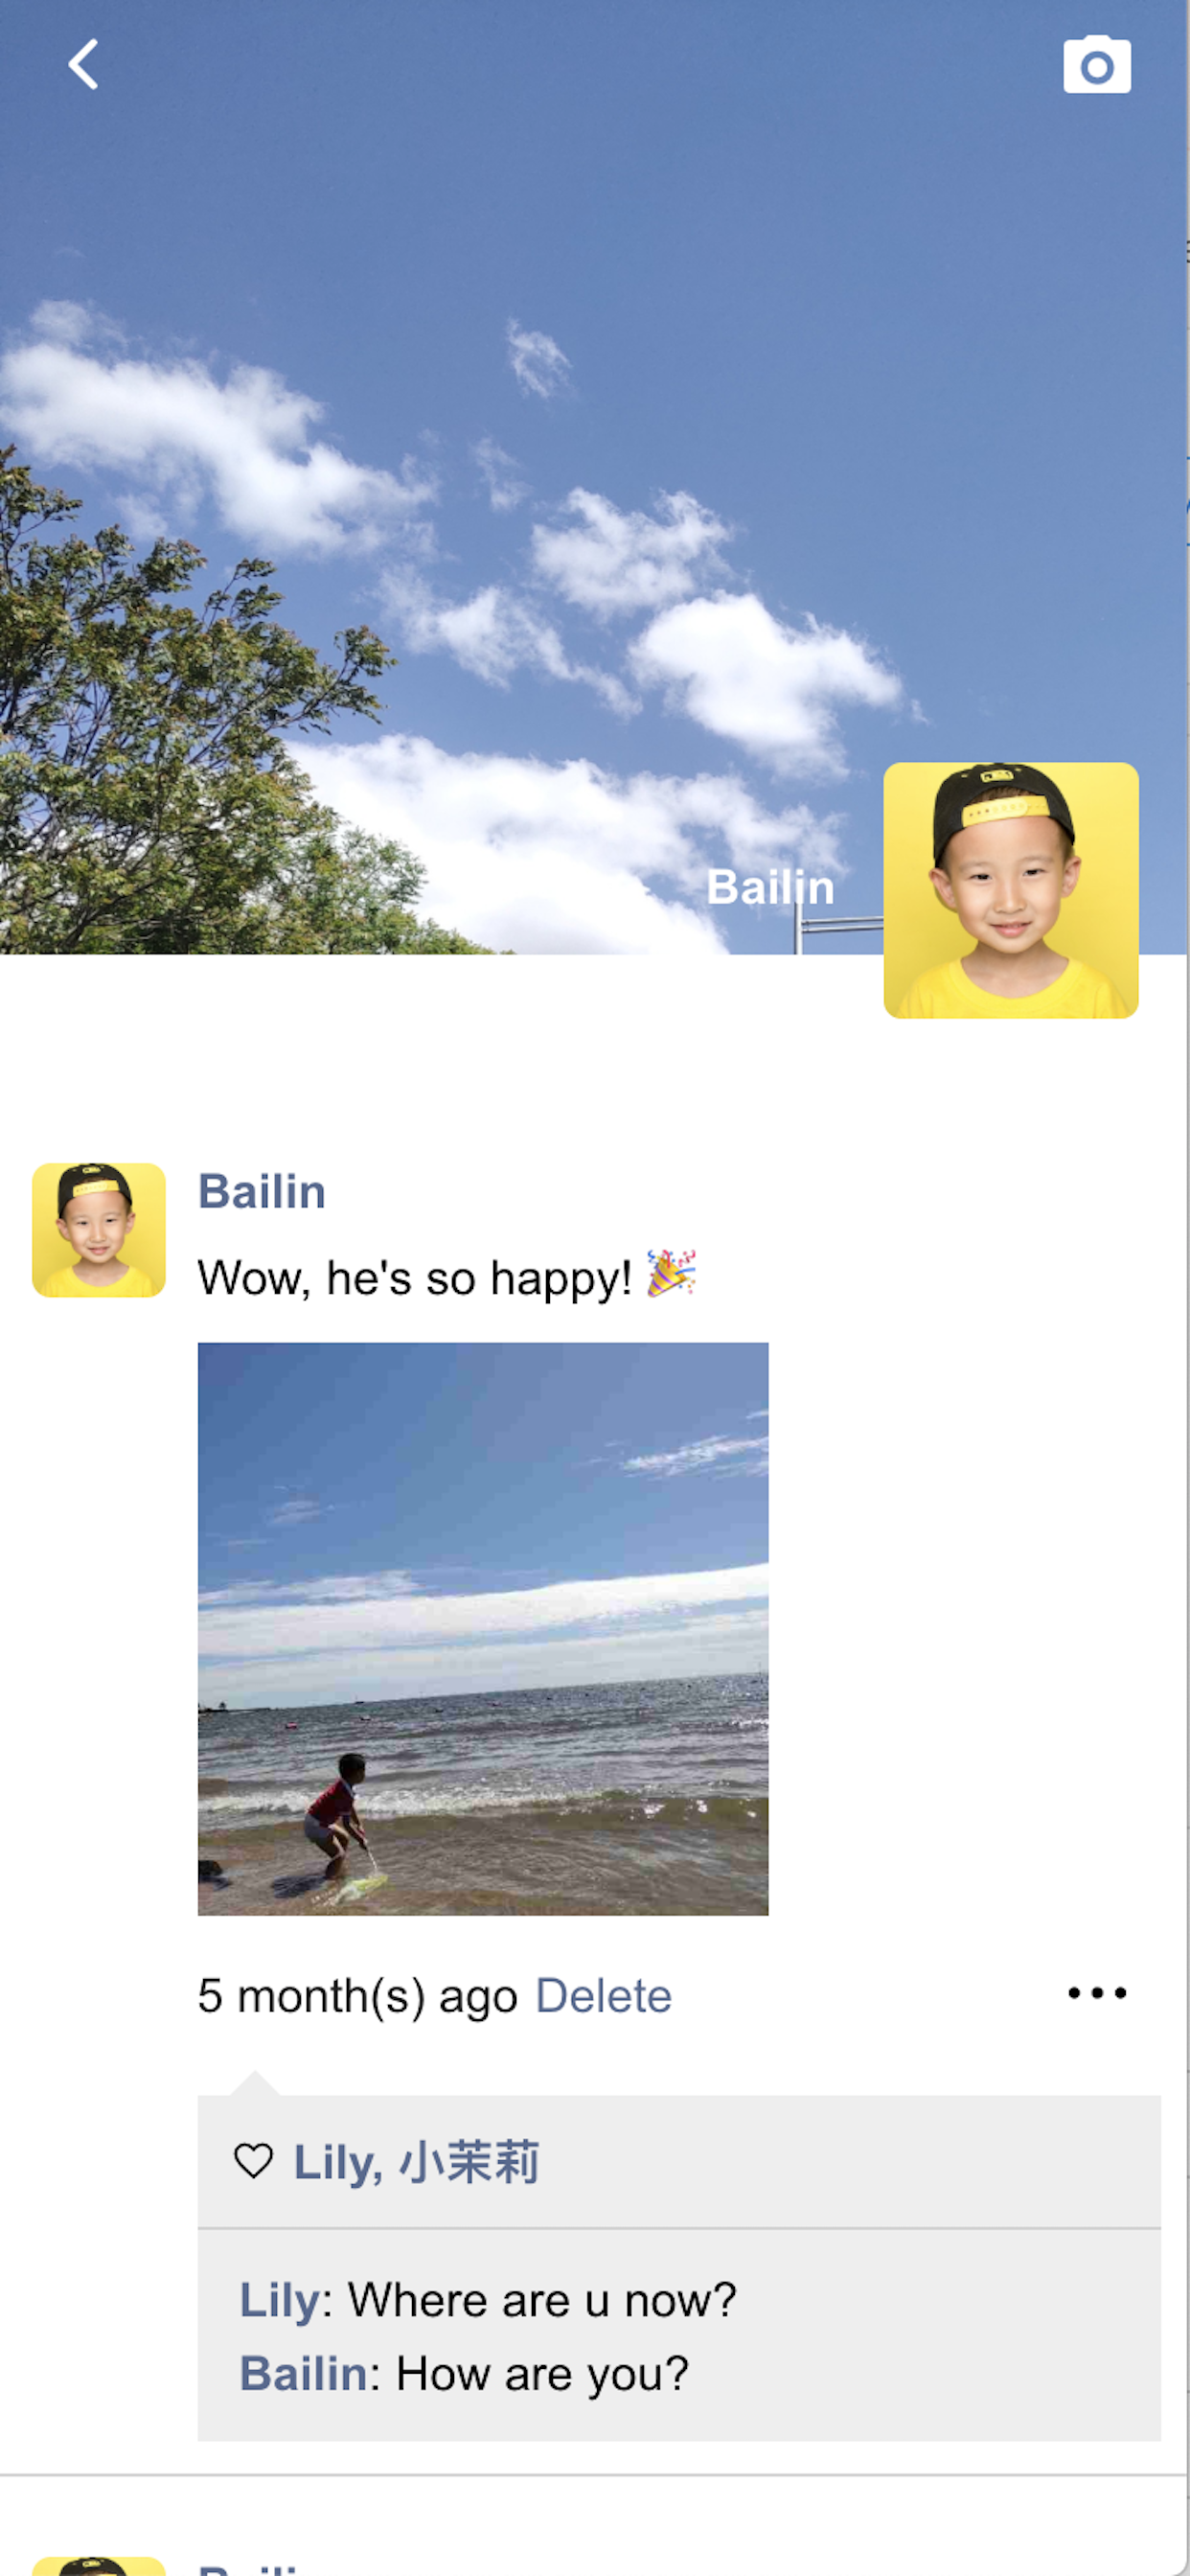 Bailin
Bailin
Wow, he's so happy! 🎉
5 month(s) ago Delete
Lily, 小茉莉
Lily: Where are u now?
Bailin: How are you?